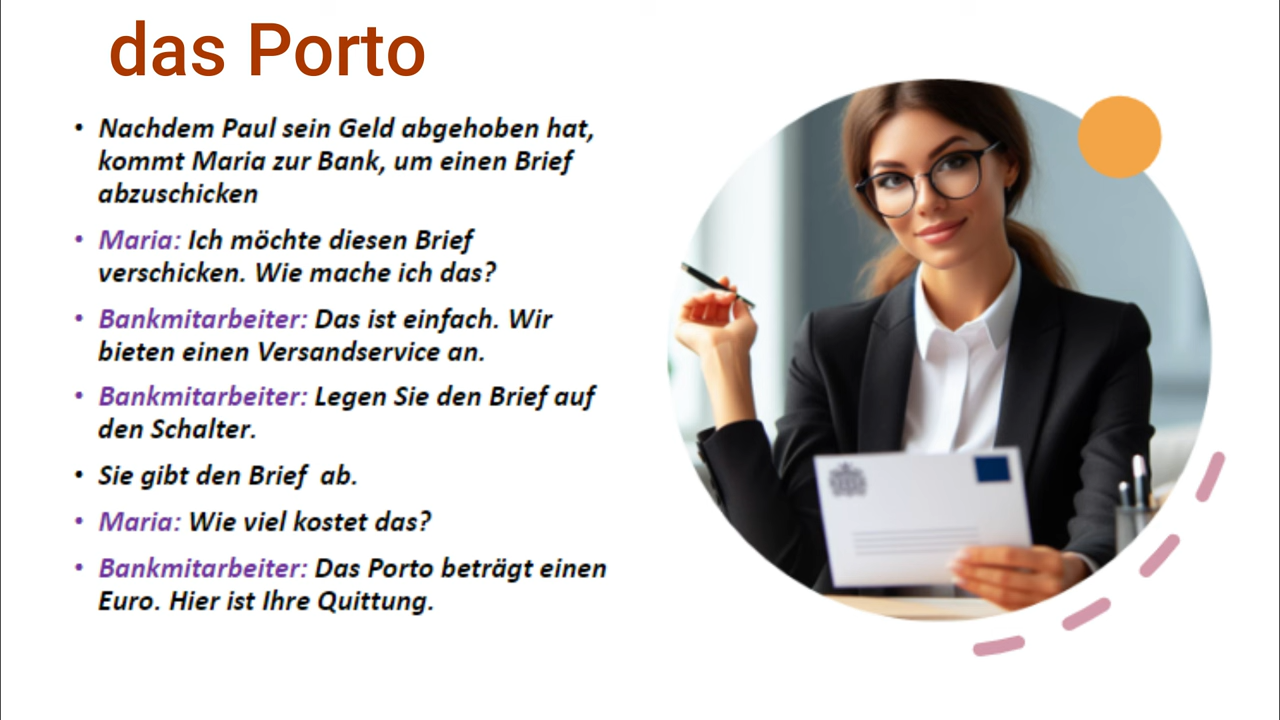 das Porto
• Nachdem Paul sein Geld abgehoben hat,
kommt Maria zur Bank, um einen Brief
abzuschicken
• Maria: Ich möchte diesen Brief
verschicken. Wie mache ich das?
• Bankmitarbeiter: Das ist einfach. Wir
bieten einen Versandservice an.
• Bankmitarbeiter: Legen Sie den Brief auf
den Schalter.
• Sie gibt den Brief  ab.
• Maria: Wie viel kostet das?
• Bankmitarbeiter: Das Porto beträgt einen
Euro. Hier ist Ihre Quittung.